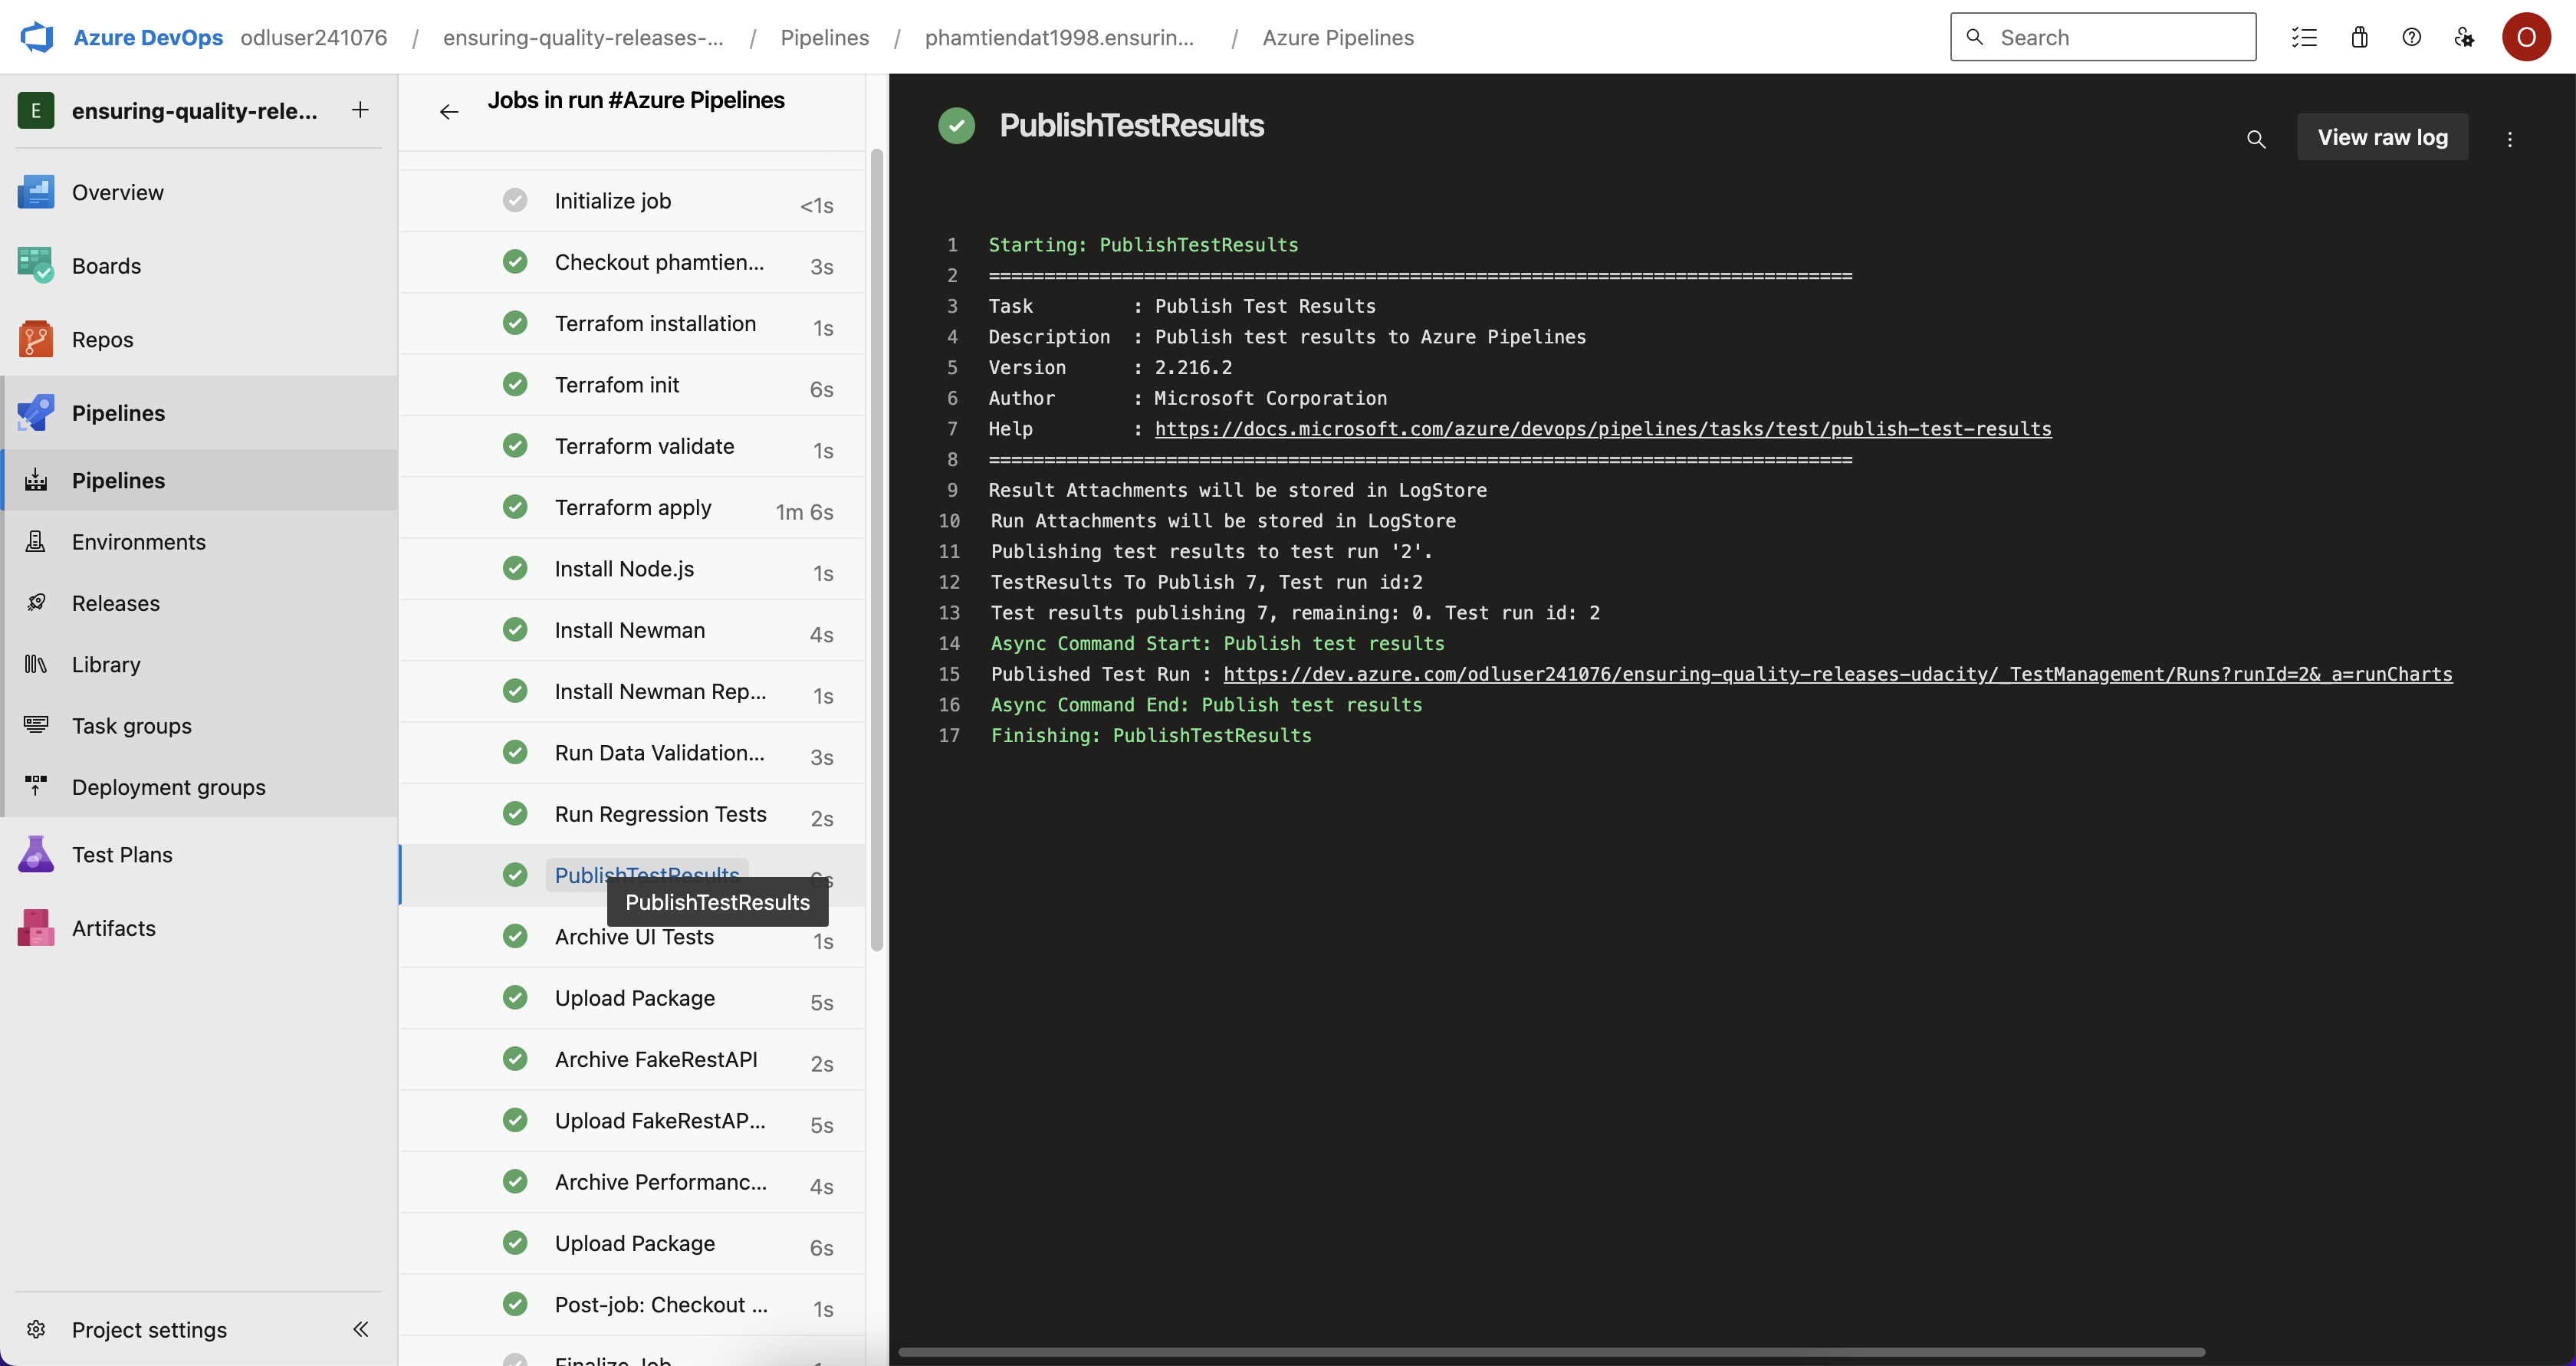 Azure DevOps odluser241076 / ensuring-quality-releases-... / Pipelines / phamtiendat1998.ensurin... / Azure Pipelines
Search
O
E ensuring-quality-rele... +
Overview
Boards
Repos
Pipelines
Pipelines
Environments
Releases
Library
Task groups
Deployment groups
Test Plans
Artifacts
Project settings
Jobs in run #Azure Pipelines
Initialize job <1s
Checkout phamtien... 3s
Terrafom installation 1s
Terrafom init 6s
Terraform validate 1s
Terraform apply 1m 6s
Install Node.js 1s
Install Newman 4s
Install Newman Rep... 1s
Run Data Validation... 3s
Run Regression Tests 2s
PublishTestResults 6s
PublishTestResults
Archive UI Tests 1s
Upload Package 5s
Archive FakeRestAPI 2s
Upload FakeRestAP... 5s
Archive Performanc... 4s
Upload Package 6s
Post-job: Checkout ... 1s
Finalize Job
PublishTestResults
View raw log
1 Starting: PublishTestResults
2 ==============================================================================
3 Task : Publish Test Results
4 Description : Publish test results to Azure Pipelines
5 Version : 2.216.2
6 Author : Microsoft Corporation
7 Help : https://docs.microsoft.com/azure/devops/pipelines/tasks/test/publish-test-results
8 ==============================================================================
9 Result Attachments will be stored in LogStore
10 Run Attachments will be stored in LogStore
11 Publishing test results to test run '2'.
12 TestResults To Publish 7, Test run id:2
13 Test results publishing 7, remaining: 0. Test run id: 2
14 Async Command Start: Publish test results
15 Published Test Run : https://dev.azure.com/odluser241076/ensuring-quality-releases-udacity/_TestManagement/Runs?runId=2&_a=runCharts
16 Async Command End: Publish test results
17 Finishing: PublishTestResults